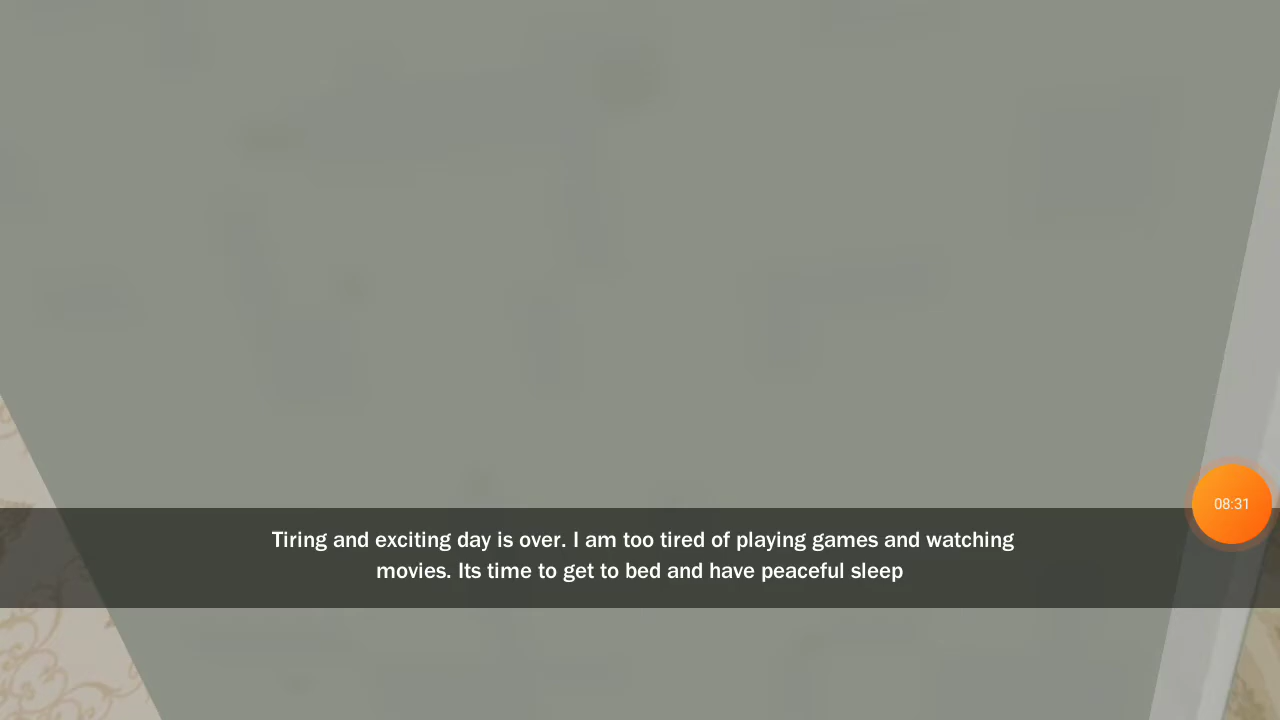 Tiring and exciting day is over. I am too tired of playing games and watching
movies. Its time to get to bed and have peaceful sleep
08:31